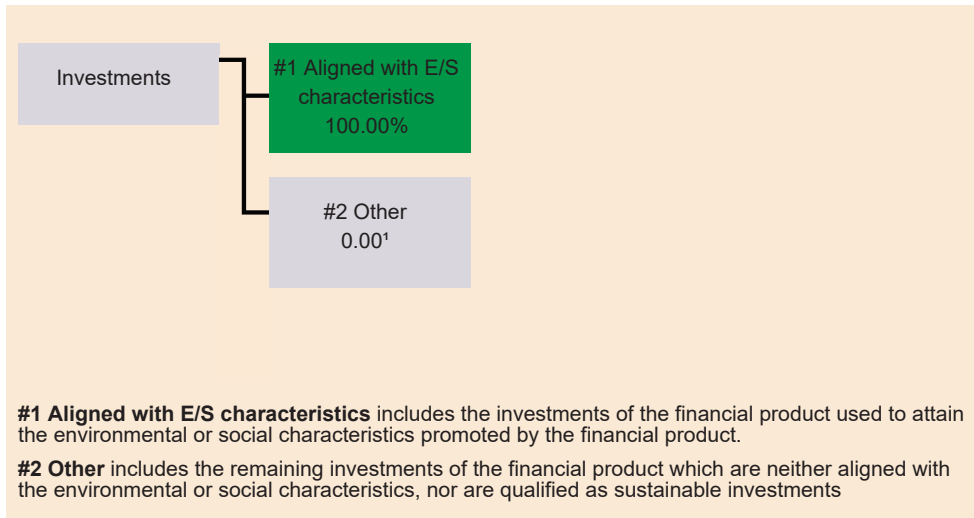 Investments
#1 Aligned with E/S
characteristics
100.00%
#2 Other
0.00¹
#1 Aligned with E/S characteristics includes the investments of the financial product used to attain
the environmental or social characteristics promoted by the financial product.
#2 Other includes the remaining investments of the financial product which are neither aligned with
the environmental or social characteristics, nor are qualified as sustainable investments